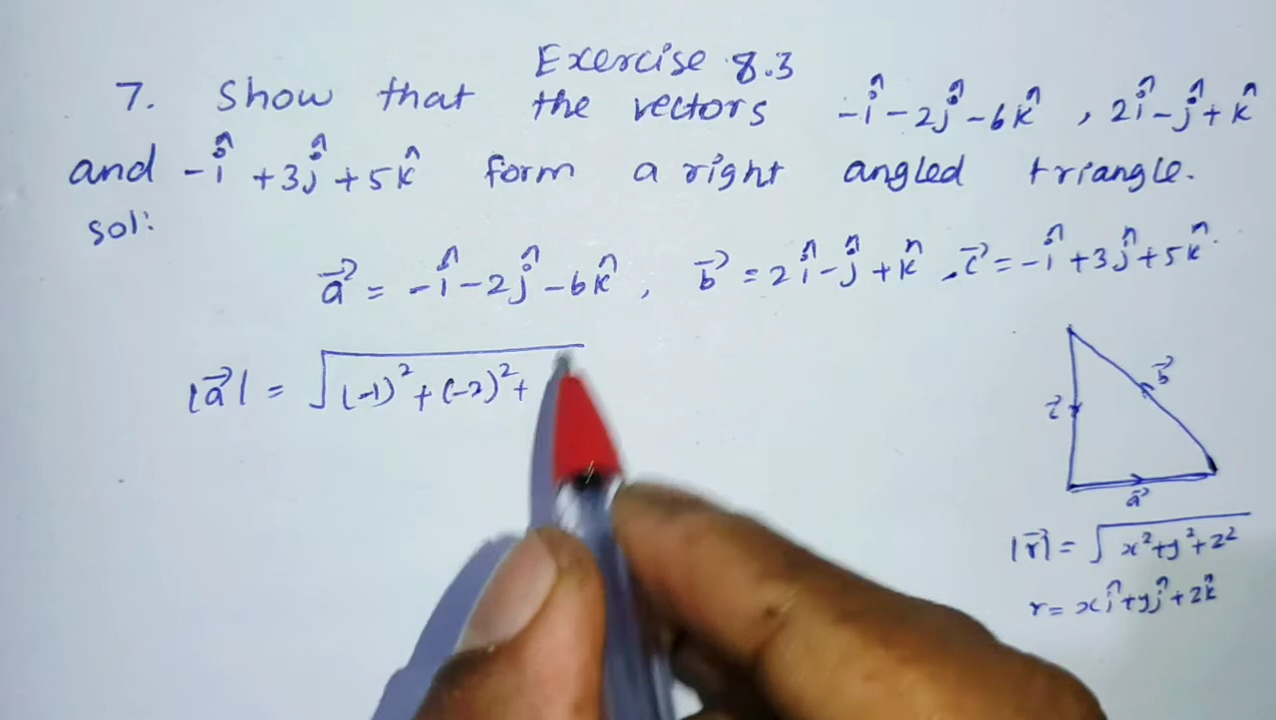 Exercise 8.3
7. Show that the vectors -î-2ĵ-6k̂, 2î-ĵ+k̂
and -î+3ĵ+5k̂ form a right angled triangle.
sol:
a⃗ = -î-2ĵ-6k̂, b⃗ = 2î-ĵ+k̂, c⃗ = -î+3ĵ+5k̂.
|a⃗| = √(-1)²+(-2)²+
b⃗
c⃗
a⃗
|r⃗| = √x²+y²+z²
r = xî+yĵ+zk̂